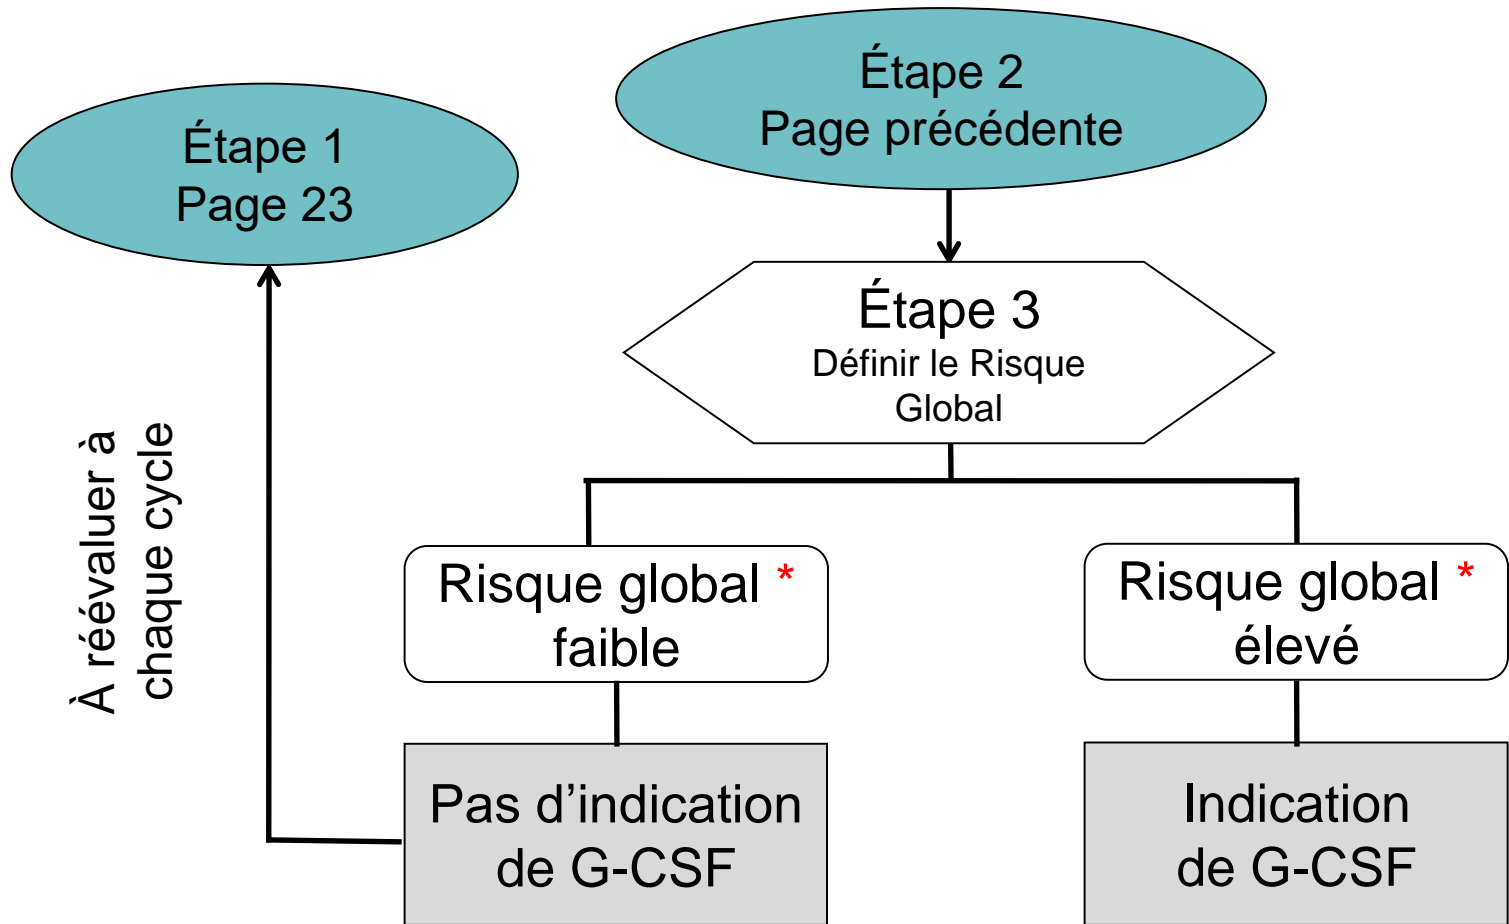 Étape 2
Page précédente
Étape 1
Page 23
Étape 3
Définir le Risque
Global
À réévaluer à
chaque cycle
Risque global *
faible
Risque global *
élevé
Pas d’indication
de G-CSF
Indication
de G-CSF